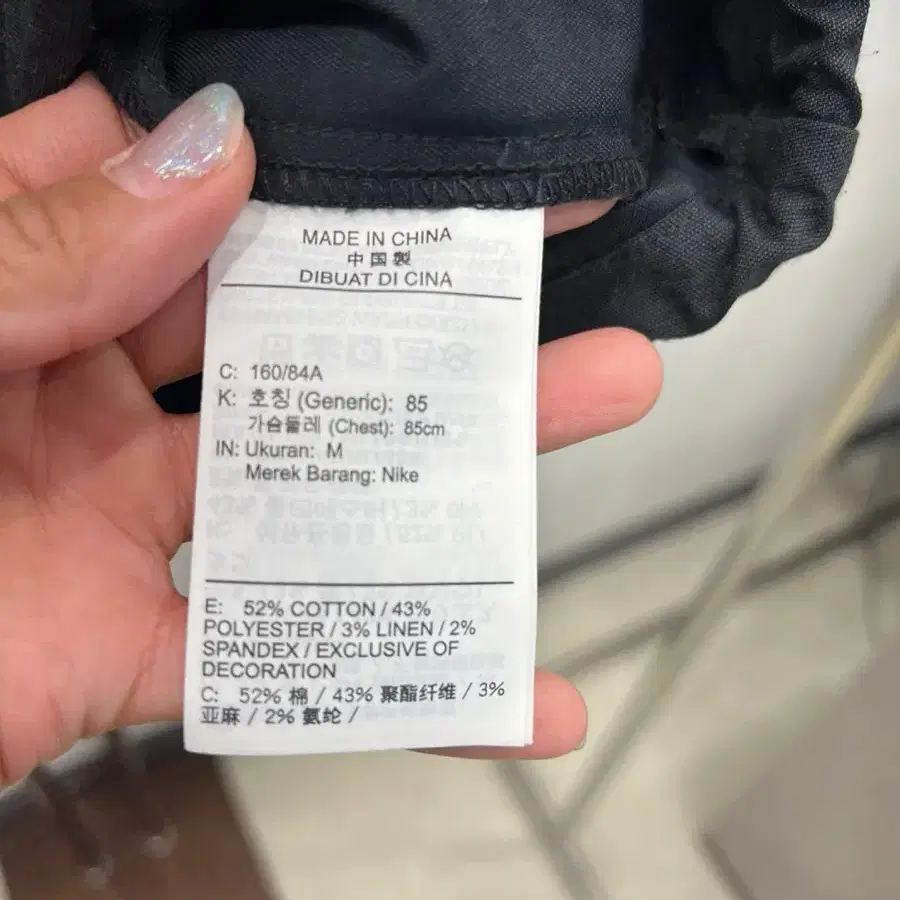 MADE IN CHINA
中国製
DIBUAT DI CINA
C: 160/84A
K: 호칭 (Generic): 85
가슴둘레 (Chest): 85cm
IN: Ukuran: M
Merek Barang: Nike
E: 52% COTTON / 43%
POLYESTER / 3% LINEN / 2%
SPANDEX / EXCLUSIVE OF
DECORATION
C: 52% 棉 / 43% 聚酯纤维 / 3%
亚麻 / 2% 氨纶 /